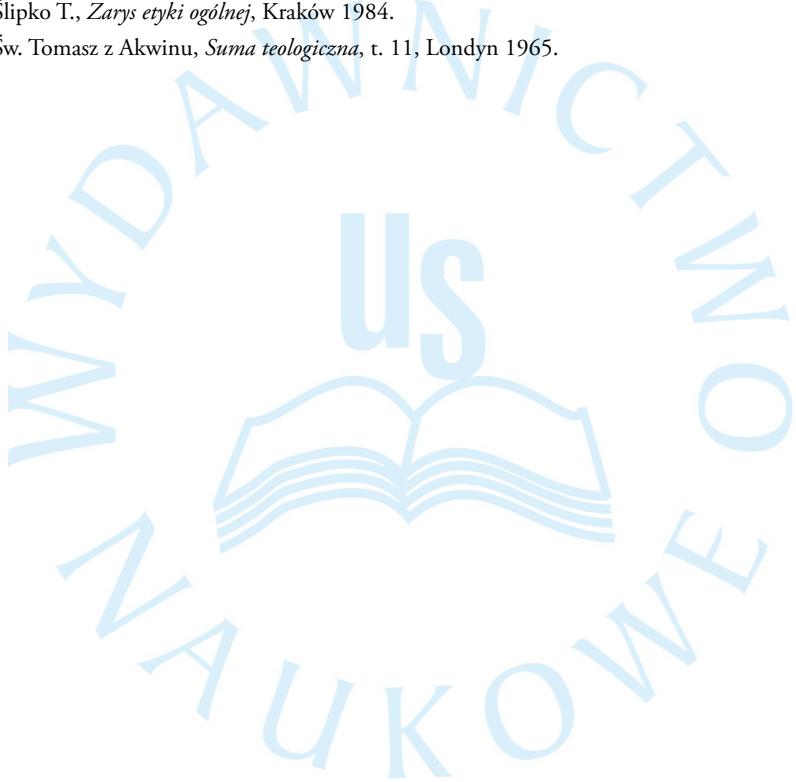 Ślipko T., Zarys etyki ogólnej, Kraków 1984.
Św. Tomasz z Akwinu, Suma teologiczna, t. 11, Londyn 1965.
WYDAWNICTWO
US
NAUKOWE